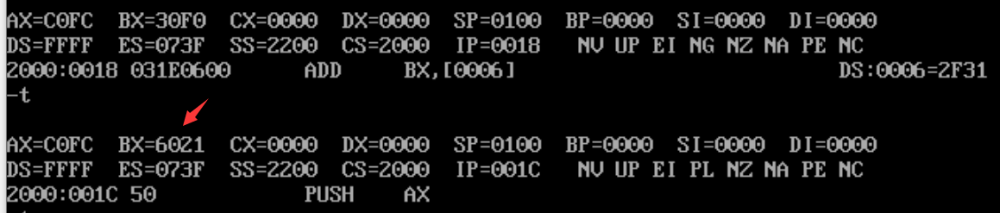 AX=C0FC  BX=30F0  CX=0000  DX=0000  SP=0100  BP=0000  SI=0000  DI=0000
DS=FFFF  ES=073F  SS=2200  CS=2000  IP=0018   NV UP EI NG NZ NA PE NC
2000:0018 031E0600      ADD     BX,[0006]                          DS:0006=2F31
-t
AX=C0FC  BX=6021  CX=0000  DX=0000  SP=0100  BP=0000  SI=0000  DI=0000
DS=FFFF  ES=073F  SS=2200  CS=2000  IP=001C   NV UP EI PL NZ NA PE NC
2000:001C 50            PUSH    AX